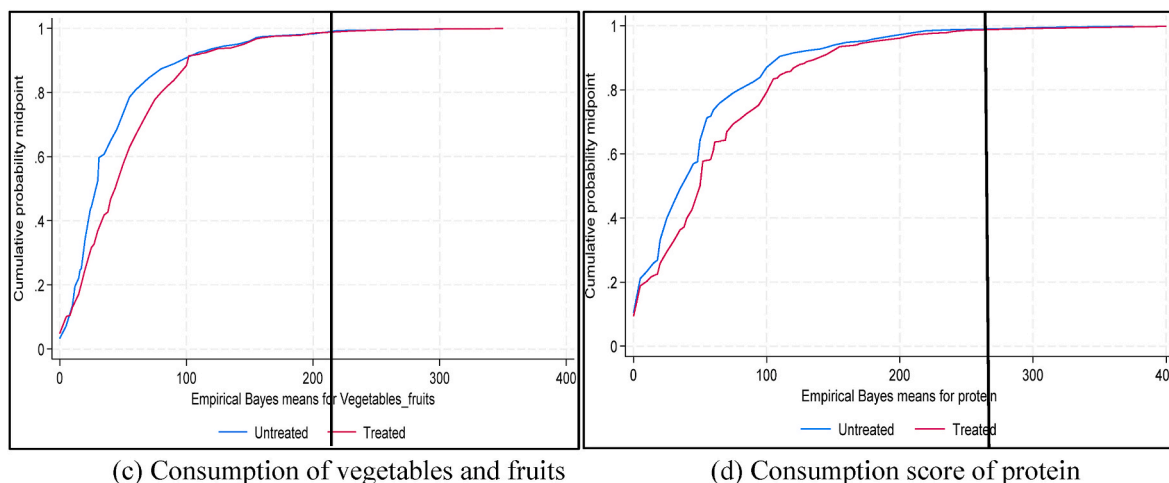 Cumulative probability midpoint
1
.8
.6
.4
.2
0
0 100 200 300 400
Empirical Bayes means for Vegetables_fruits
Untreated Treated
(c) Consumption of vegetables and fruits
Cumulative probability midpoint
1
.8
.6
.4
.2
0
0 100 200 300 400
Empirical Bayes means for protein
Untreated Treated
(d) Consumption score of protein